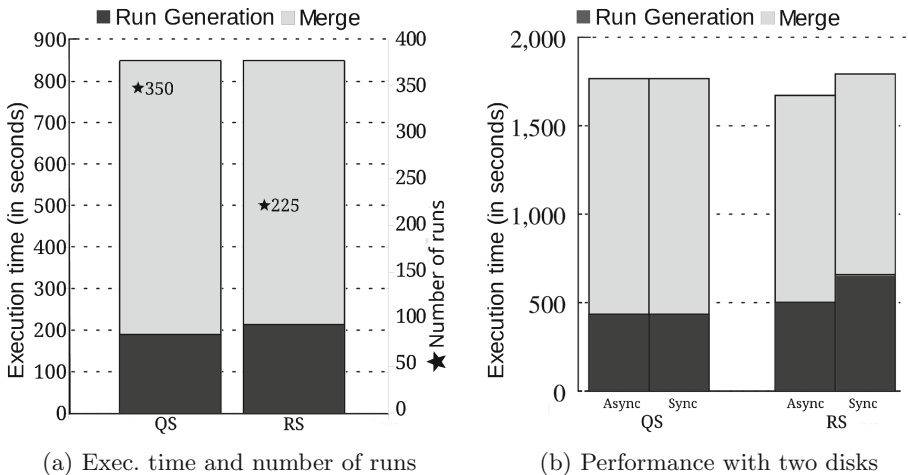 ■ Run Generation ■ Merge
Execution time (in seconds)
900
800
700
600
500
400
300
200
100
0
★350
★225
400
350
300
250
200
150
100
50
0
★ Number of runs
QS RS
(a) Exec. time and number of runs
■ Run Generation ■ Merge
Execution time (in seconds)
2,000
1,500
1,000
500
0
Async Sync Async Sync
QS RS
(b) Performance with two disks